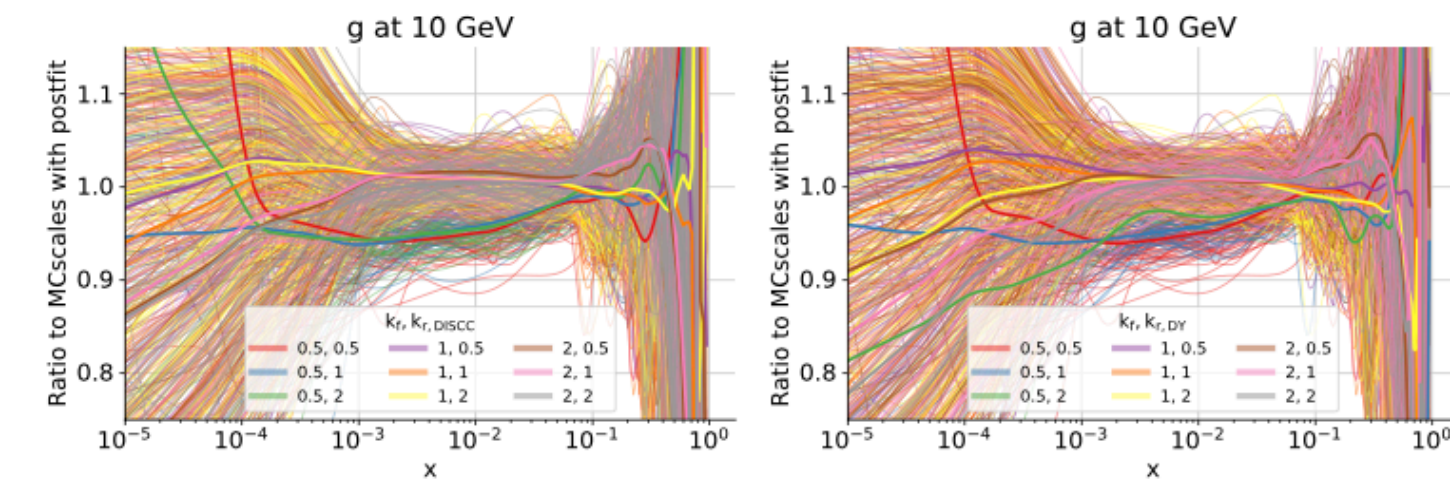 g at 10 GeV
Ratio to MCscales with postfit
1.1
1.0
0.9
0.8
k_f, k_r,DISCC
0.5, 0.5
1, 0.5
2, 0.5
0.5, 1
1, 1
2, 1
0.5, 2
1, 2
2, 2
10⁻⁵ 10⁻⁴ 10⁻³ 10⁻² 10⁻¹ 10⁰
x
g at 10 GeV
Ratio to MCscales with postfit
1.1
1.0
0.9
0.8
k_f, k_r,DY
0.5, 0.5
1, 0.5
2, 0.5
0.5, 1
1, 1
2, 1
0.5, 2
1, 2
2, 2
10⁻⁵ 10⁻⁴ 10⁻³ 10⁻² 10⁻¹ 10⁰
x